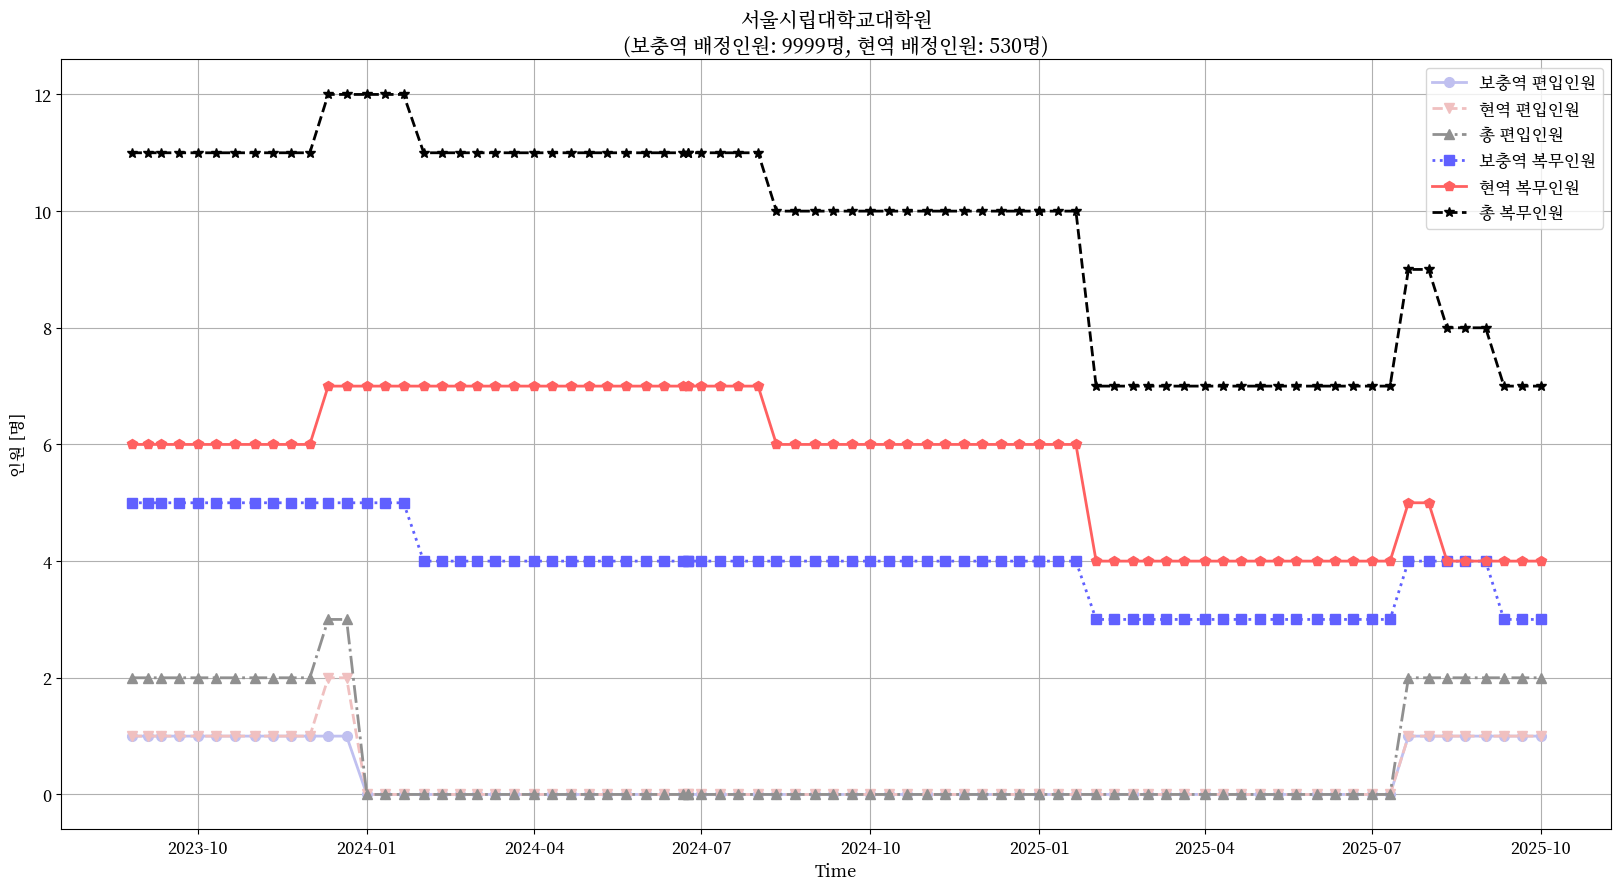 서울시립대학교대학원
(보충역 배정인원: 9999명, 현역 배정인원: 530명)
보충역 편입인원
현역 편입인원
총 편입인원
보충역 복무인원
현역 복무인원
총 복무인원
인원 [명]
12
10
8
6
4
2
0
2023-10
2024-01
2024-04
2024-07
2024-10
2025-01
2025-04
2025-07
2025-10
Time